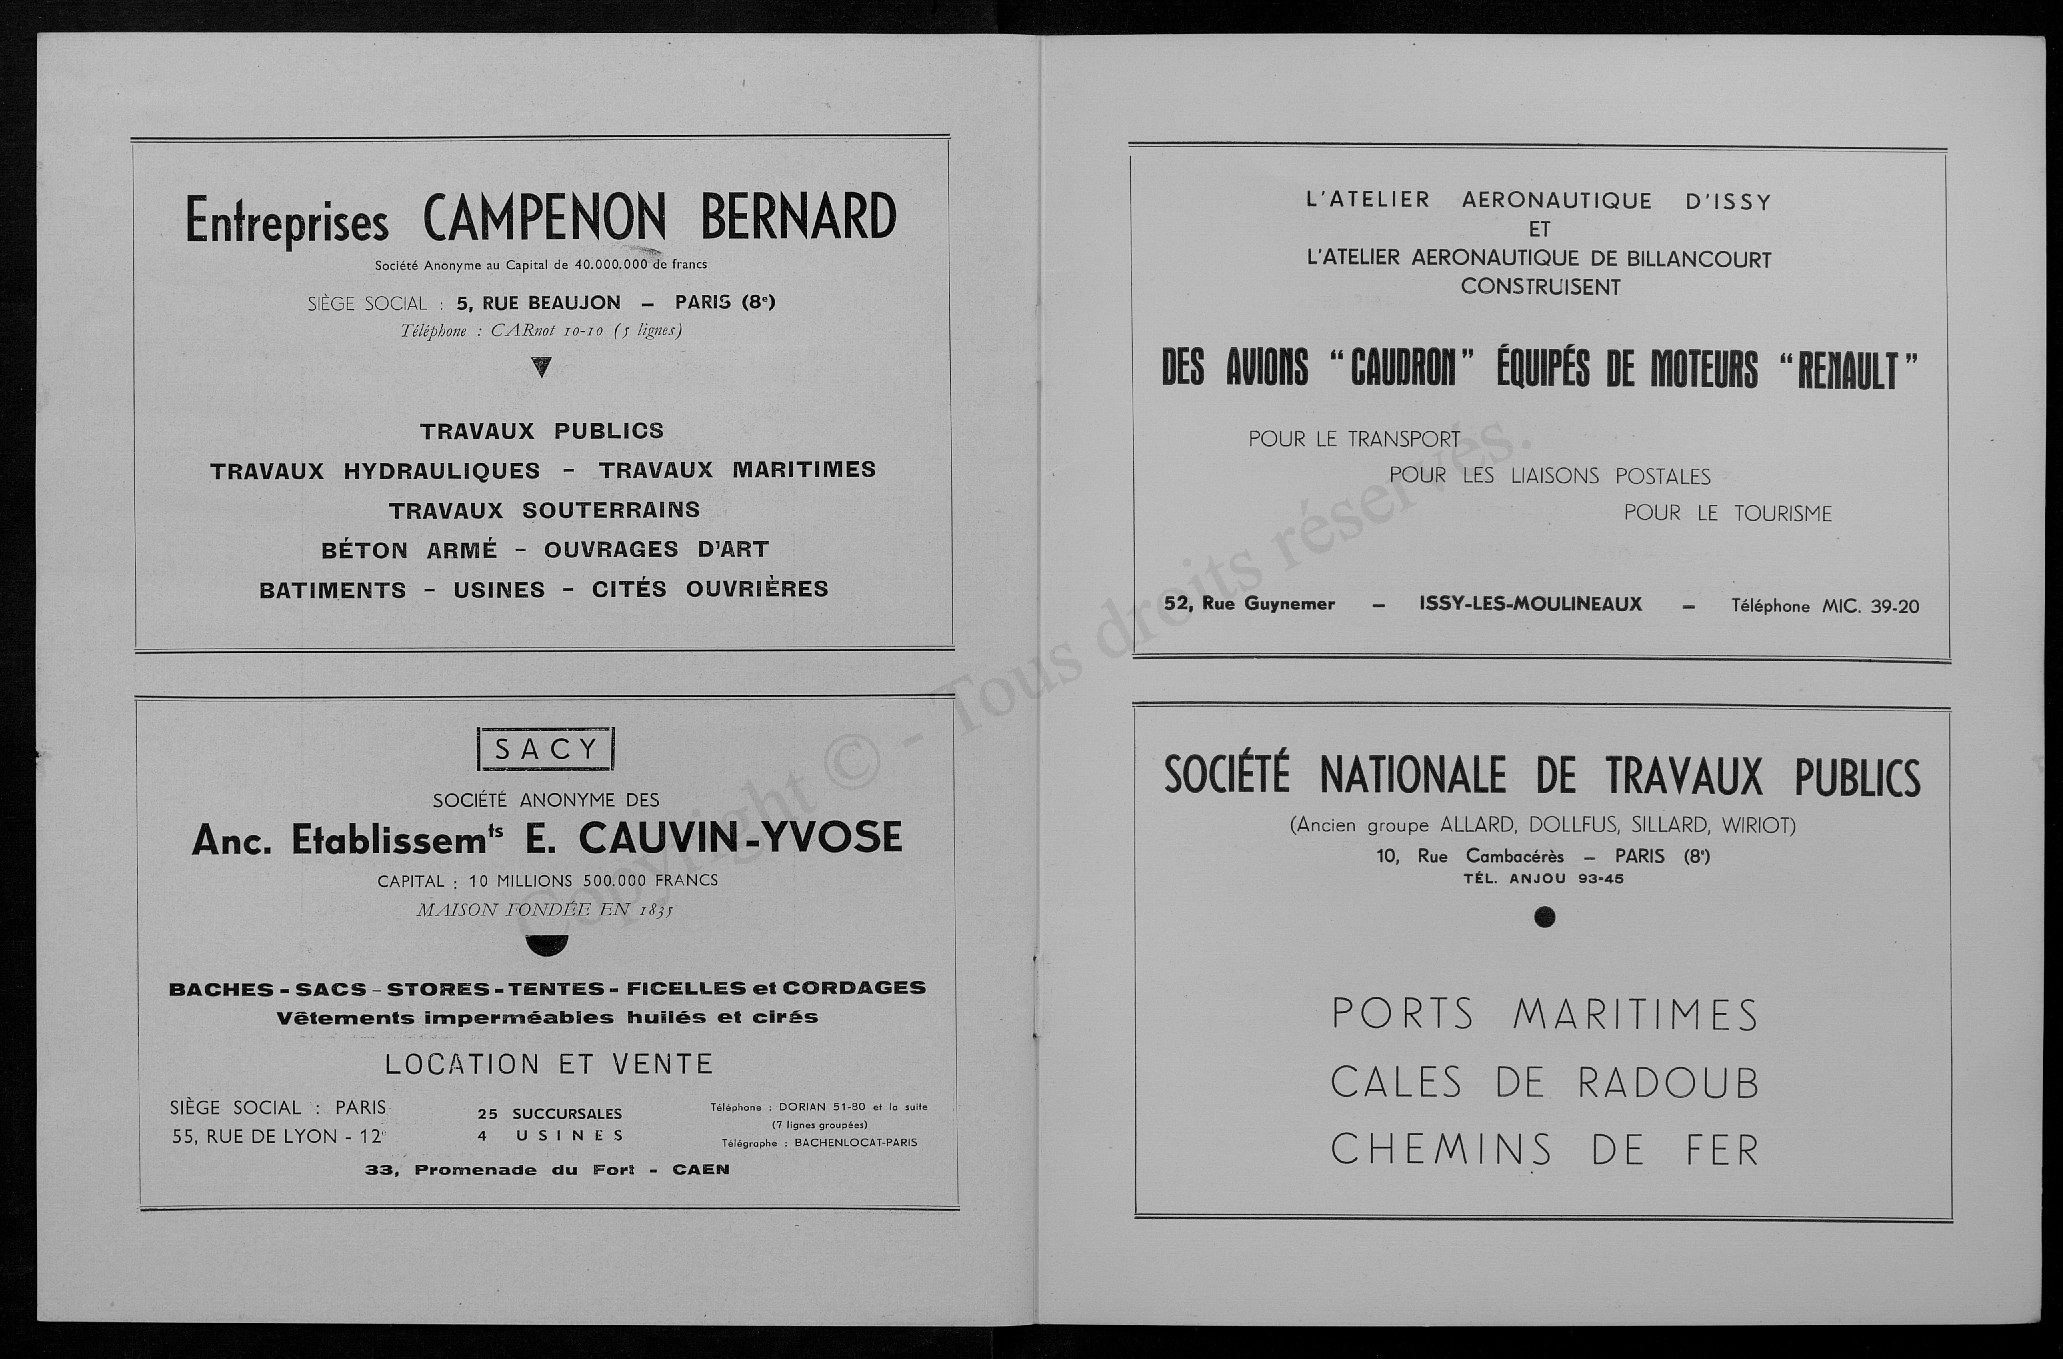 Entreprises CAMPENON BERNARD
Société Anonyme au Capital de 40.000.000 de francs
SIÈGE SOCIAL : 5, RUE BEAUJON — PARIS (8e)
Téléphone : CARnot 10-10 (5 lignes)
TRAVAUX PUBLICS
TRAVAUX HYDRAULIQUES - TRAVAUX MARITIMES
TRAVAUX SOUTERRAINS
BÉTON ARMÉ - OUVRAGES D'ART
BATIMENTS - USINES - CITÉS OUVRIÈRES
SACY
SOCIÉTÉ ANONYME DES
Anc. Etablissemts E. CAUVIN-YVOSE
CAPITAL : 10 MILLIONS 500.000 FRANCS
MAISON FONDÉE EN 1835
BACHES - SACS - STORES - TENTES - FICELLES et CORDAGES
Vêtements imperméables huilés et cirés
LOCATION ET VENTE
SIÈGE SOCIAL : PARIS
55, RUE DE LYON - 12e
25 SUCCURSALES
4 USINES
Téléphone : DORIAN 51-80 et la suite
(7 lignes groupées)
Télégraphe : BACHENLOCAT-PARIS
33, Promenade du Fort - CAEN
L'ATELIER AERONAUTIQUE D'ISSY
ET
L'ATELIER AERONAUTIQUE DE BILLANCOURT
CONSTRUISENT
DES AVIONS "CAUDRON" ÉQUIPÉS DE MOTEURS "RENAULT"
POUR LE TRANSPORT
POUR LES LIAISONS POSTALES
POUR LE TOURISME
52, Rue Guynemer — ISSY-LES-MOULINEAUX — Téléphone MIC. 39-20
SOCIÉTÉ NATIONALE DE TRAVAUX PUBLICS
(Ancien groupe ALLARD, DOLLFUS, SILLARD, WIRIOT)
10, Rue Cambacérès — PARIS (8e)
TÉL. ANJOU 93-45
PORTS MARITIMES
CALES DE RADOUB
CHEMINS DE FER
Copyright © - Tous droits réservés.